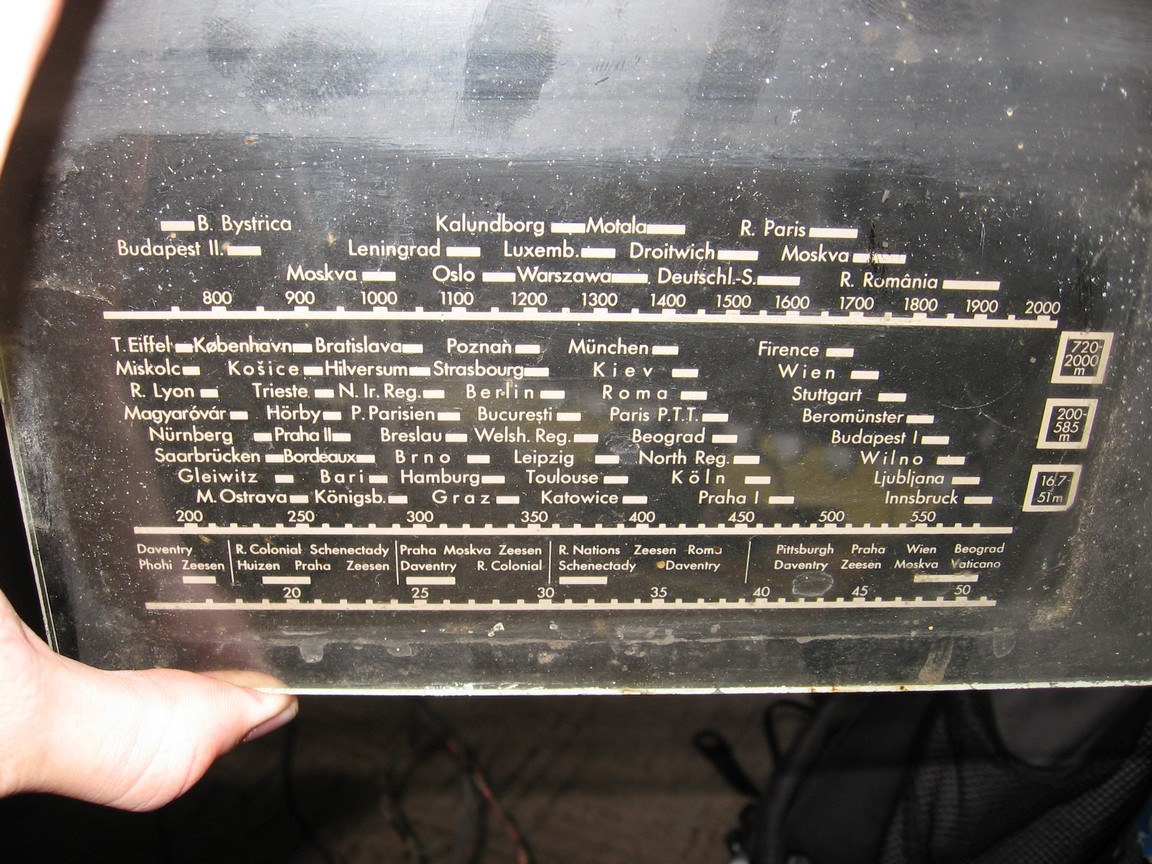 B. Bystrica Kalundborg Motala R. Paris
Budapest II. Leningrad Luxemb. Droitwich Moskva
Moskva Oslo Warszawa Deutschl.-S. R. România
800 900 1000 1100 1200 1300 1400 1500 1600 1700 1800 1900 2000
T. Eiffel København Bratislava Poznań München Firence
720-
2000
m
Miskolc Košice Hilversum Strasbourg Kiev Wien
R. Lyon Trieste N. Ir. Reg. Berlin Roma Stuttgart
Magyaróvár Hörby P. Parisien Bucureşti Paris P.T.T. Beromünster
200-
585
m
Nürnberg Praha II Breslau Welsh. Reg. Beograd Budapest I
Saarbrücken Bordeaux Brno Leipzig North Reg. Wilno
Gleiwitz Bari Hamburg Toulouse Köln Ljubljana
16,7-
51 m
M. Ostrava Königsb. Graz Katowice Praha I Innsbruck
200 250 300 350 400 450 500 550
Daventry R. Colonial Schenectady Praha Moskva Zeesen R. Nations Zeesen Roma Pittsburgh Praha Wien Beograd
Phohi Zeesen Huizen Praha Zeesen Daventry R. Colonial Schenectady Daventry Daventry Zeesen Moskva Vaticano
20 25 30 35 40 45 50